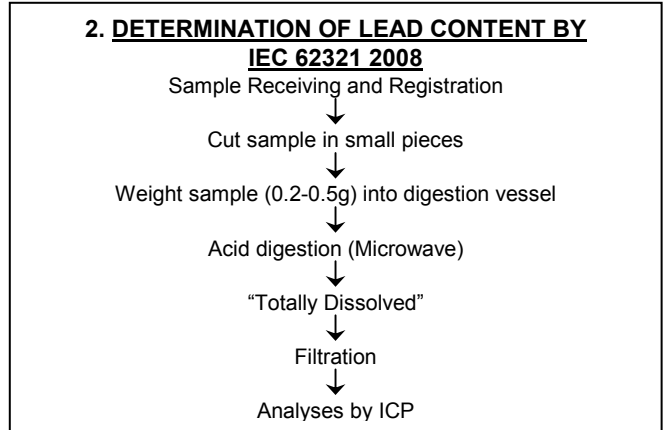 2. DETERMINATION OF LEAD CONTENT BY
IEC 62321 2008
Sample Receiving and Registration
Cut sample in small pieces
Weight sample (0.2-0.5g) into digestion vessel
Acid digestion (Microwave)
“Totally Dissolved”
Filtration
Analyses by ICP